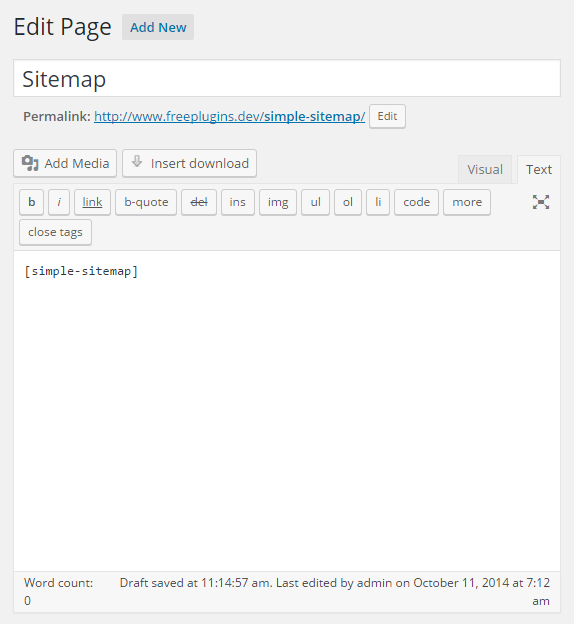 Edit Page Add New
Sitemap
Permalink: http://www.freeplugins.dev/simple-sitemap/ Edit
Add Media Insert download Visual Text
b i link b-quote del ins img ul ol li code more
close tags
[simple-sitemap]
Word count: Draft saved at 11:14:57 am. Last edited by admin on October 11, 2014 at 7:12
0 am